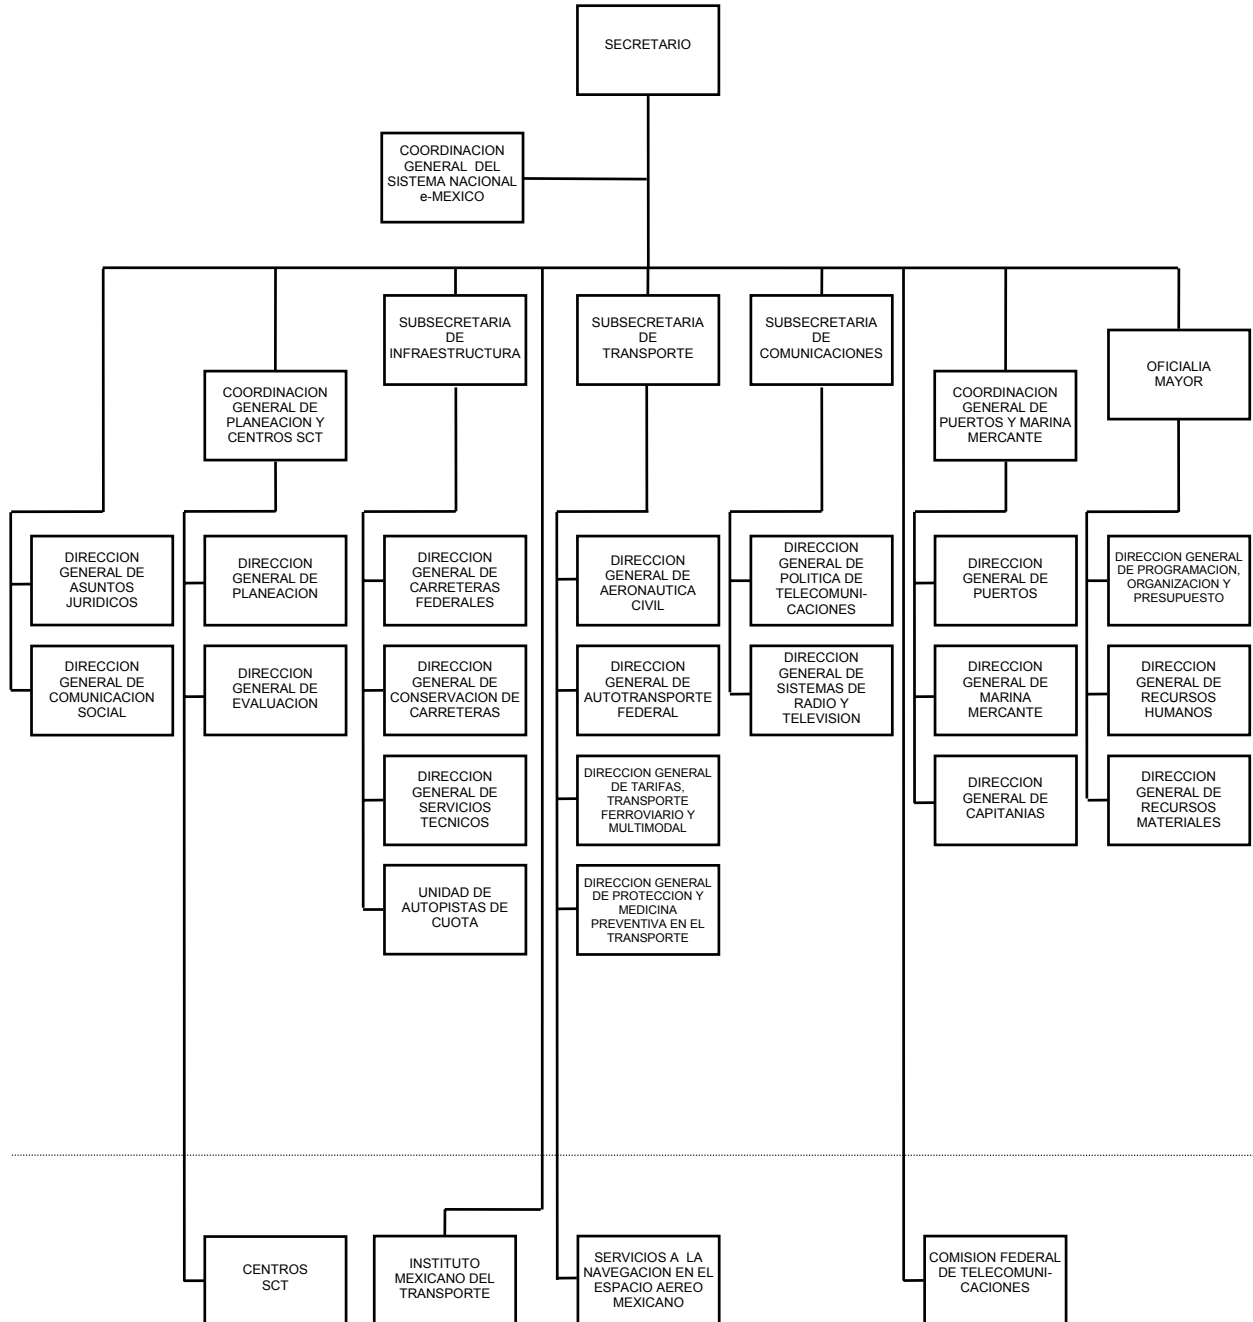 SECRETARIO
COORDINACION
GENERAL DEL
SISTEMA NACIONAL
e-MEXICO
SUBSECRETARIA
DE
INFRAESTRUCTURA
SUBSECRETARIA
DE
TRANSPORTE
SUBSECRETARIA
DE
COMUNICACIONES
OFICIALIA
MAYOR
COORDINACION
GENERAL DE
PLANEACION Y
CENTROS SCT
COORDINACION
GENERAL DE
PUERTOS Y MARINA
MERCANTE
DIRECCION
GENERAL DE
ASUNTOS
JURIDICOS
DIRECCION
GENERAL DE
PLANEACION
DIRECCION
GENERAL DE
CARRETERAS
FEDERALES
DIRECCION
GENERAL DE
AERONAUTICA
CIVIL
DIRECCION
GENERAL DE
POLITICA DE
TELECOMUNI-
CACIONES
DIRECCION
GENERAL DE
PUERTOS
DIRECCION GENERAL
DE PROGRAMACION,
ORGANIZACION Y
PRESUPUESTO
DIRECCION
GENERAL DE
COMUNICACION
SOCIAL
DIRECCION
GENERAL DE
EVALUACION
DIRECCION
GENERAL DE
CONSERVACION DE
CARRETERAS
DIRECCION
GENERAL DE
AUTOTRANSPORTE
FEDERAL
DIRECCION
GENERAL DE
SISTEMAS DE
RADIO Y
TELEVISION
DIRECCION
GENERAL DE
MARINA
MERCANTE
DIRECCION
GENERAL DE
RECURSOS
HUMANOS
DIRECCION
GENERAL DE
SERVICIOS
TECNICOS
DIRECCION GENERAL
DE TARIFAS,
TRANSPORTE
FERROVIARIO Y
MULTIMODAL
DIRECCION
GENERAL DE
CAPITANIAS
DIRECCION
GENERAL DE
RECURSOS
MATERIALES
UNIDAD DE
AUTOPISTAS DE
CUOTA
DIRECCION GENERAL
DE PROTECCION Y
MEDICINA
PREVENTIVA EN EL
TRANSPORTE
CENTROS
SCT
INSTITUTO
MEXICANO DEL
TRANSPORTE
SERVICIOS A LA
NAVEGACION EN EL
ESPACIO AEREO
MEXICANO
COMISION FEDERAL
DE TELECOMUNI-
CACIONES